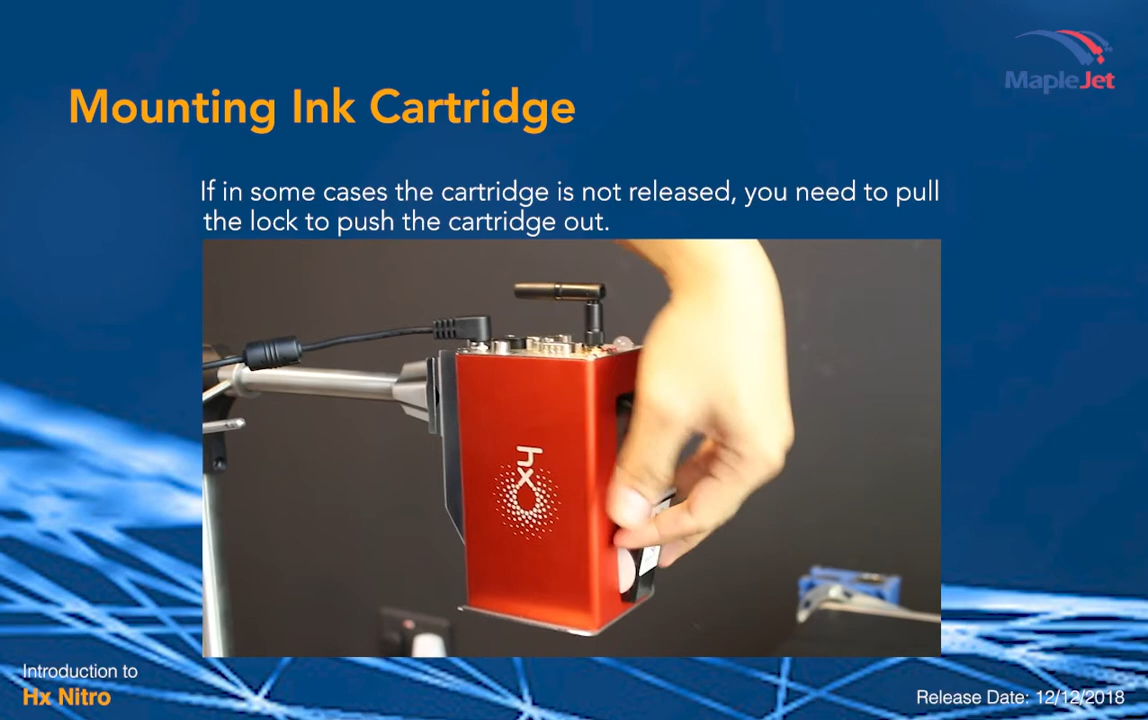 MapleJet
Mounting Ink Cartridge
If in some cases the cartridge is not released, you need to pull
the lock to push the cartridge out.
hx
Introduction to
Hx Nitro
Release Date: 12/12/2018